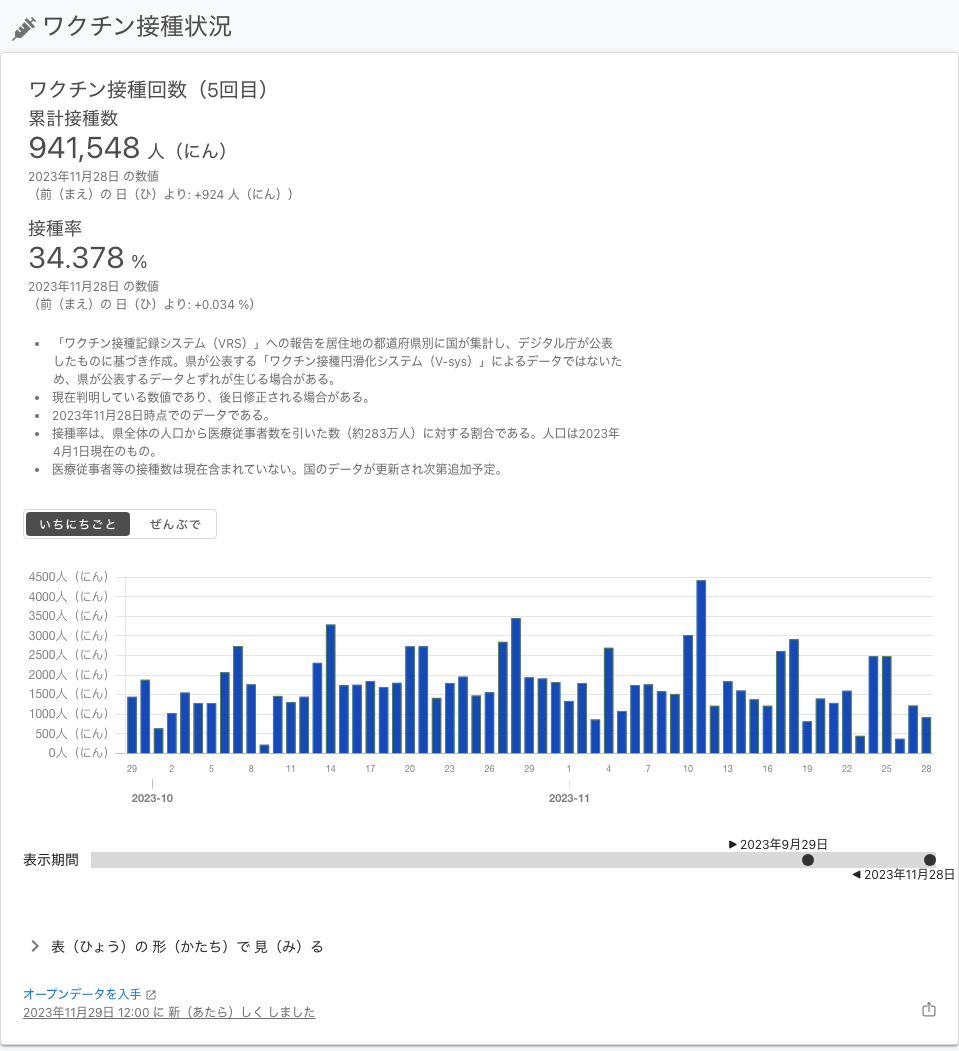 ワクチン接種状況
ワクチン接種回数（5回目）
累計接種数
941,548 人（にん）
2023年11月28日 の数値
（前（まえ）の 日（ひ）より: +924 人（にん））
接種率
34.378 %
2023年11月28日 の数値
（前（まえ）の 日（ひ）より: +0.034 %）
• 「ワクチン接種記録システム（VRS）」への報告を居住地の都道府県別に国が集計し、デジタル庁が公表
したものに基づき作成。県が公表する「ワクチン接種円滑化システム（V-sys）」によるデータではないた
め、県が公表するデータとずれが生じる場合がある。
• 現在判明している数値であり、後日修正される場合がある。
• 2023年11月28日時点でのデータである。
• 接種率は、県全体の人口から医療従事者数を引いた数（約283万人）に対する割合である。人口は2023年
4月1日現在のもの。
• 医療従事者等の接種数は現在含まれていない。国のデータが更新され次第追加予定。
いちにちごと ぜんぶで
4500人（にん）
4000人（にん）
3500人（にん）
3000人（にん）
2500人（にん）
2000人（にん）
1500人（にん）
1000人（にん）
500人（にん）
0人（にん）
29 2 5 8 11 14 17 20 23 26 29 1 4 7 10 13 16 19 22 25 28
2023-10 2023-11
▶ 2023年9月29日
表示期間
◀ 2023年11月28日
表（ひょう）の 形（かたち）で 見（み）る
オープンデータを入手
2023年11月29日 12:00 に 新（あたら）しく しました